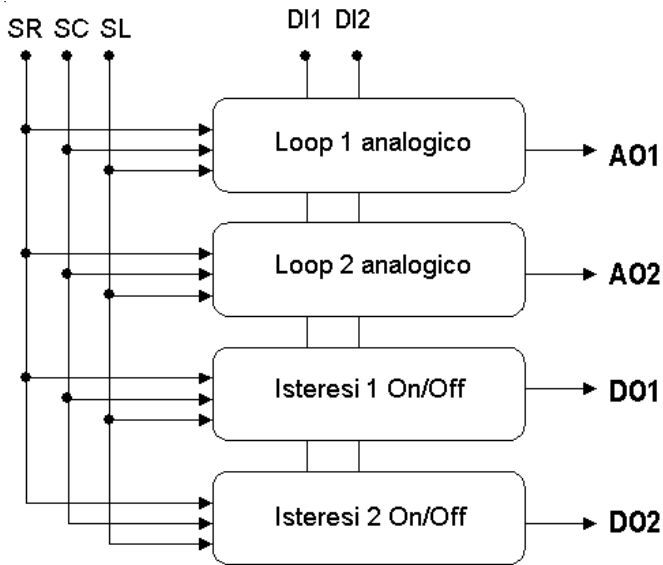 SR SC SL DI1 DI2
Loop 1 analogico
AO1
Loop 2 analogico
AO2
Isteresi 1 On/Off
DO1
Isteresi 2 On/Off
DO2